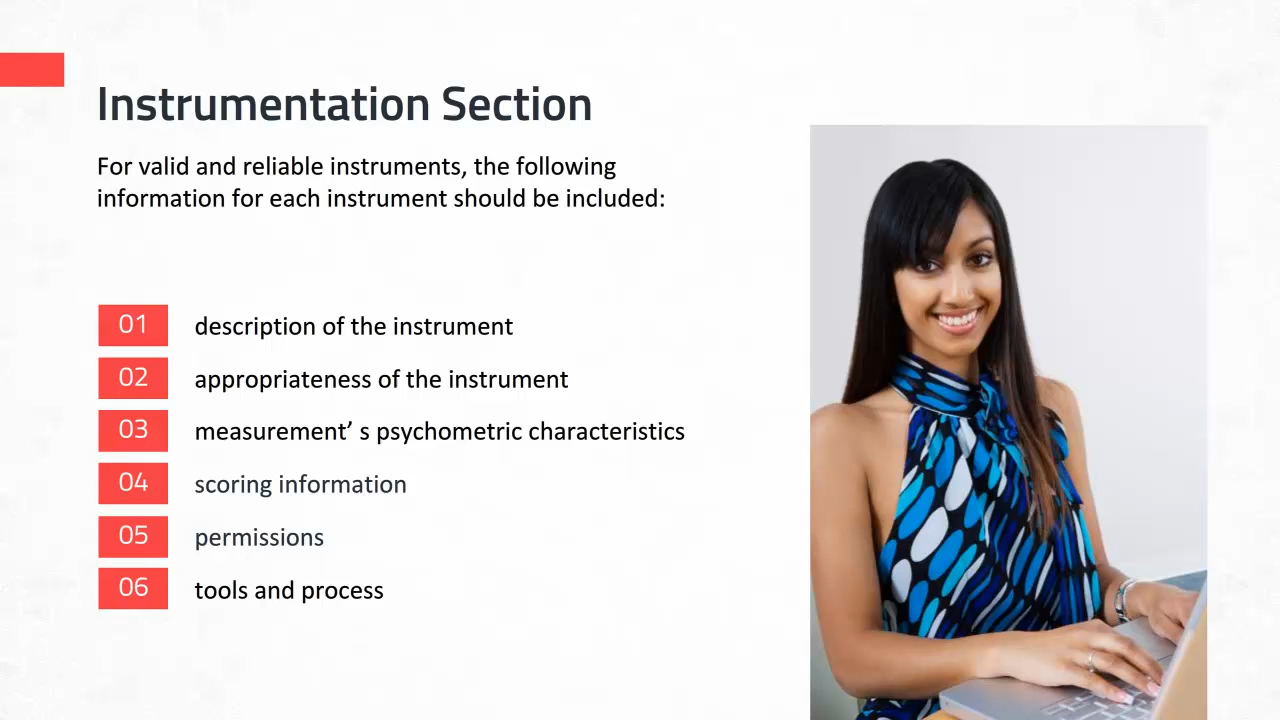 Instrumentation Section
For valid and reliable instruments, the following
information for each instrument should be included:
01 description of the instrument
02 appropriateness of the instrument
03 measurement’ s psychometric characteristics
04 scoring information
05 permissions
06 tools and process